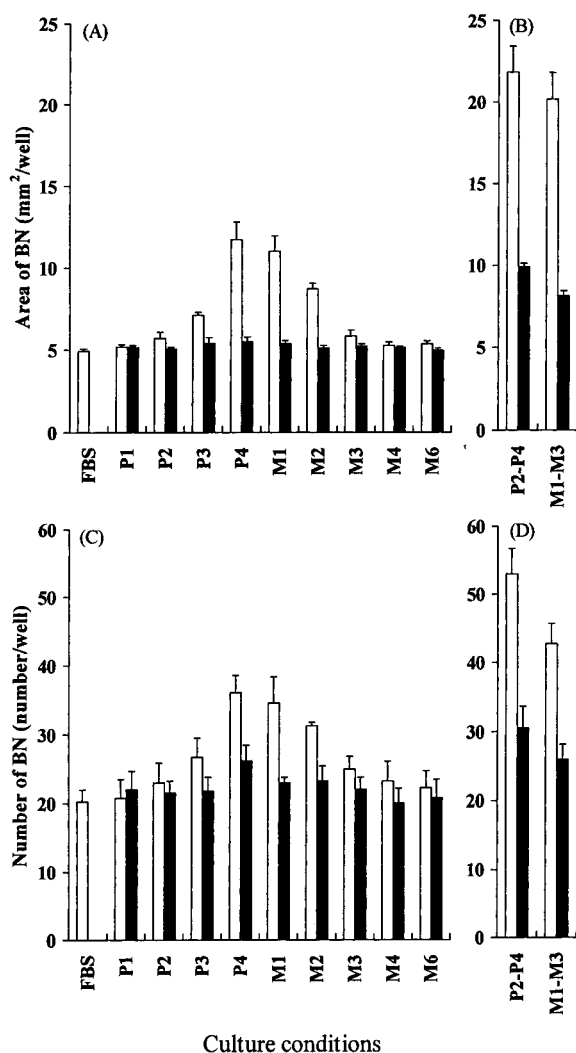 (A)
Area of BN (mm²/well)
25
20
15
10
5
0
FBS P1 P2 P3 P4 M1 M2 M3 M4 M6
(B)
25
20
15
10
5
0
P2-P4 M1-M3
(C)
Number of BN (number/well)
60
50
40
30
20
10
0
FBS P1 P2 P3 P4 M1 M2 M3 M4 M6
(D)
60
50
40
30
20
10
0
P2-P4 M1-M3
Culture conditions